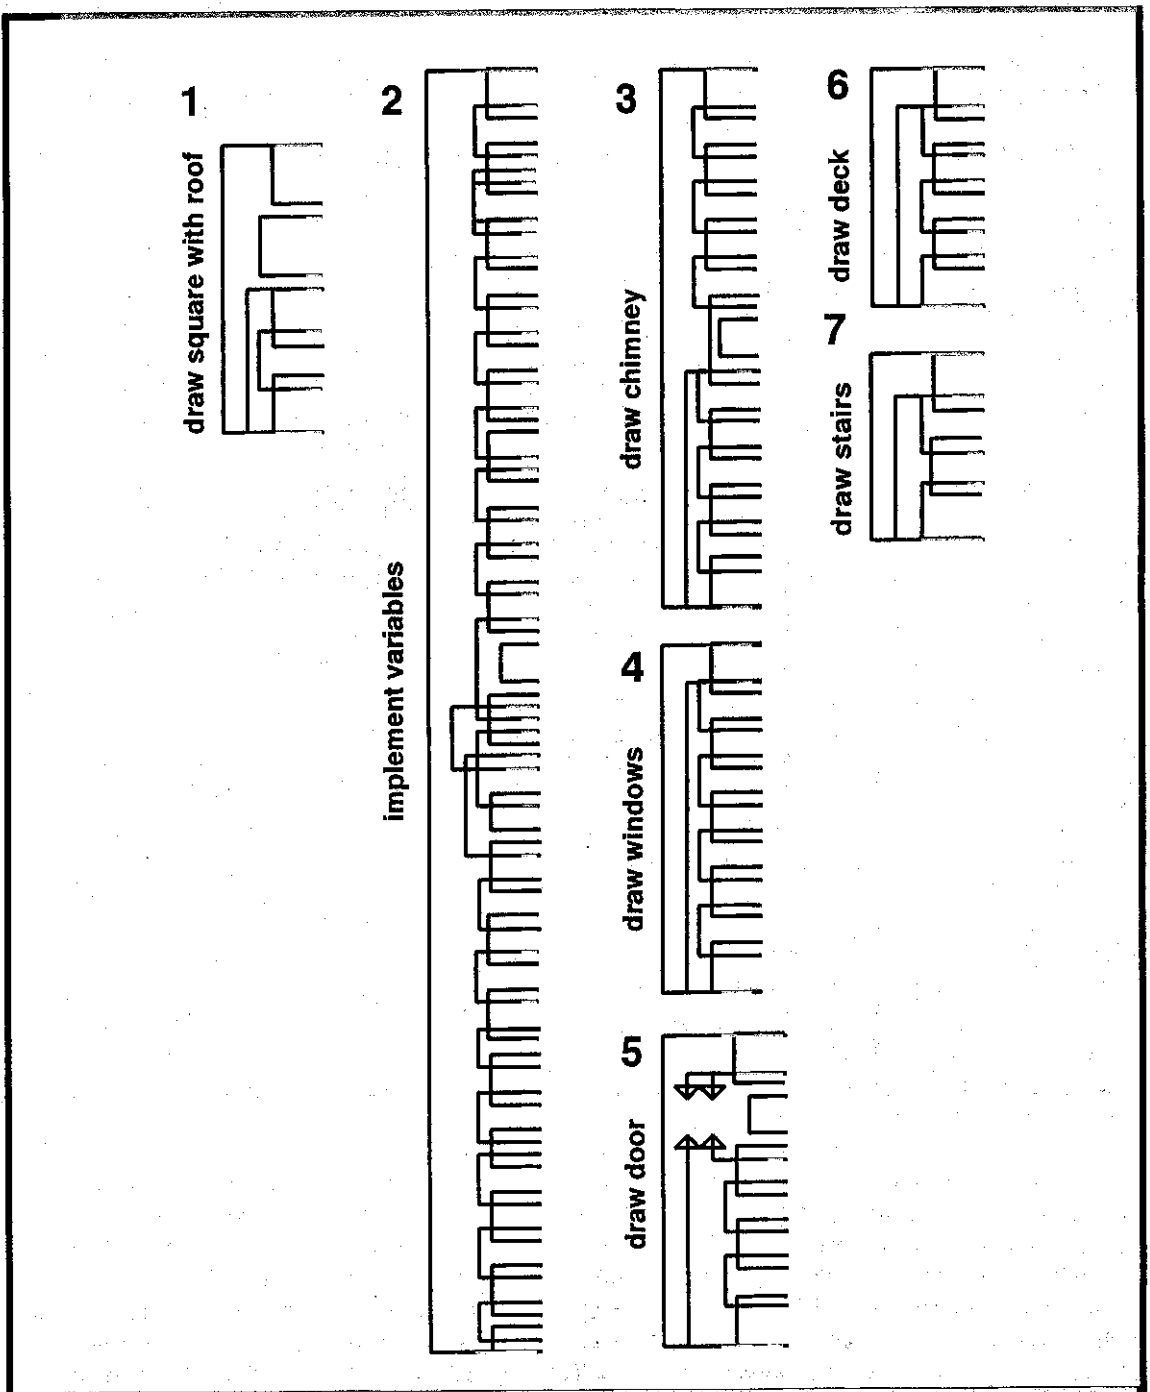 1
draw square with roof
2
implement variables
3
draw chimney
4
draw windows
5
draw door
6
draw deck
7
draw stairs